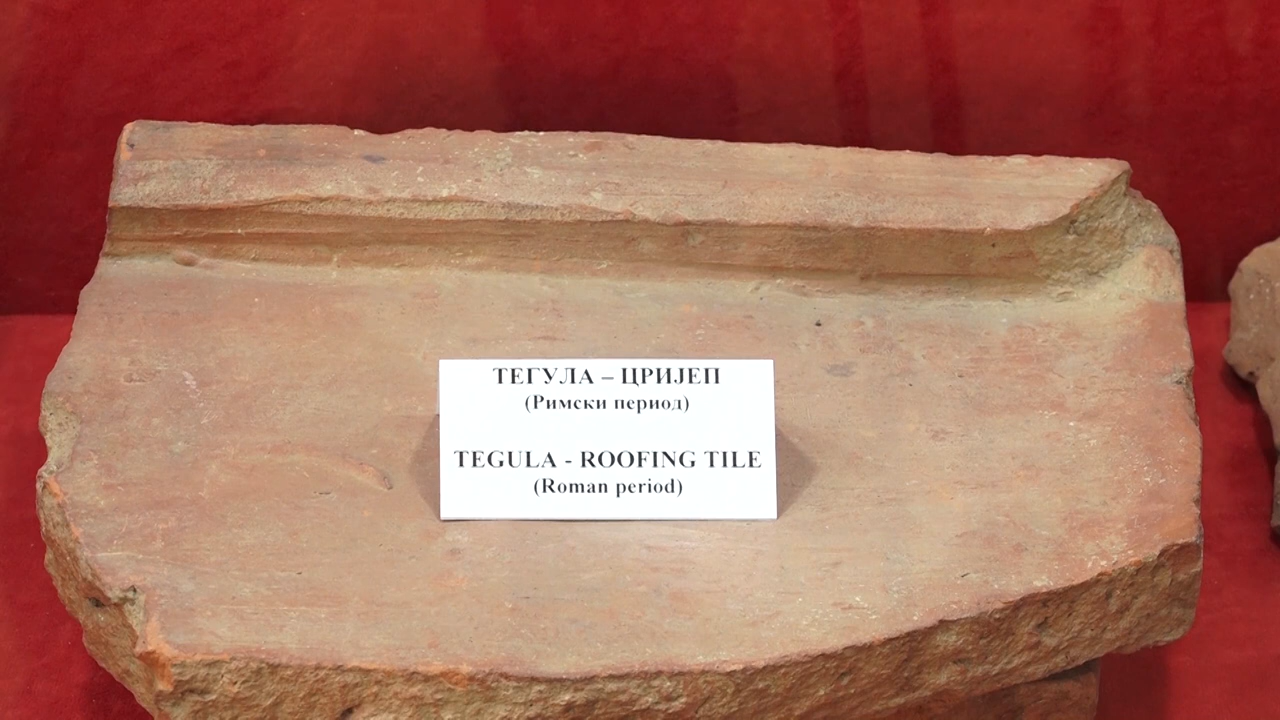 ТЕГУЛА – ЦРИЈЕП
(Римски период)
TEGULA - ROOFING TILE
(Roman period)